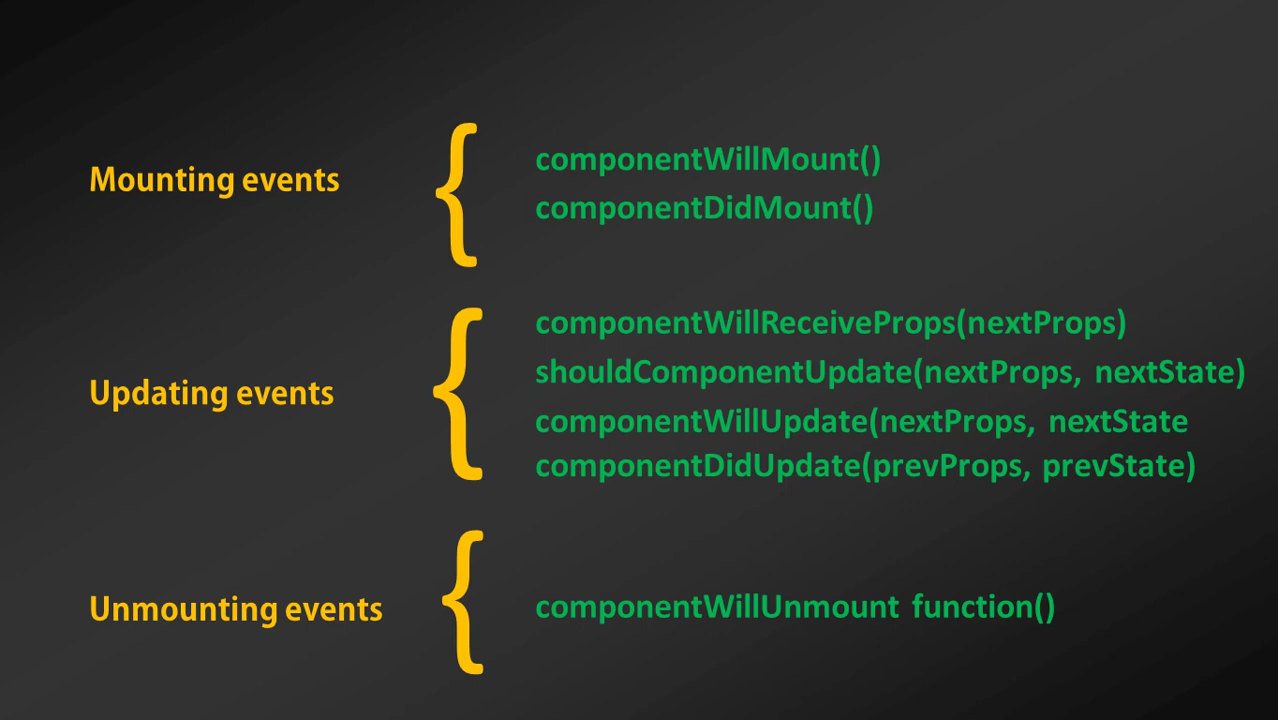 Mounting events
componentWillMount()
componentDidMount()
Updating events
componentWillReceiveProps(nextProps)
shouldComponentUpdate(nextProps, nextState)
componentWillUpdate(nextProps, nextState
componentDidUpdate(prevProps, prevState)
Unmounting events
componentWillUnmount function()